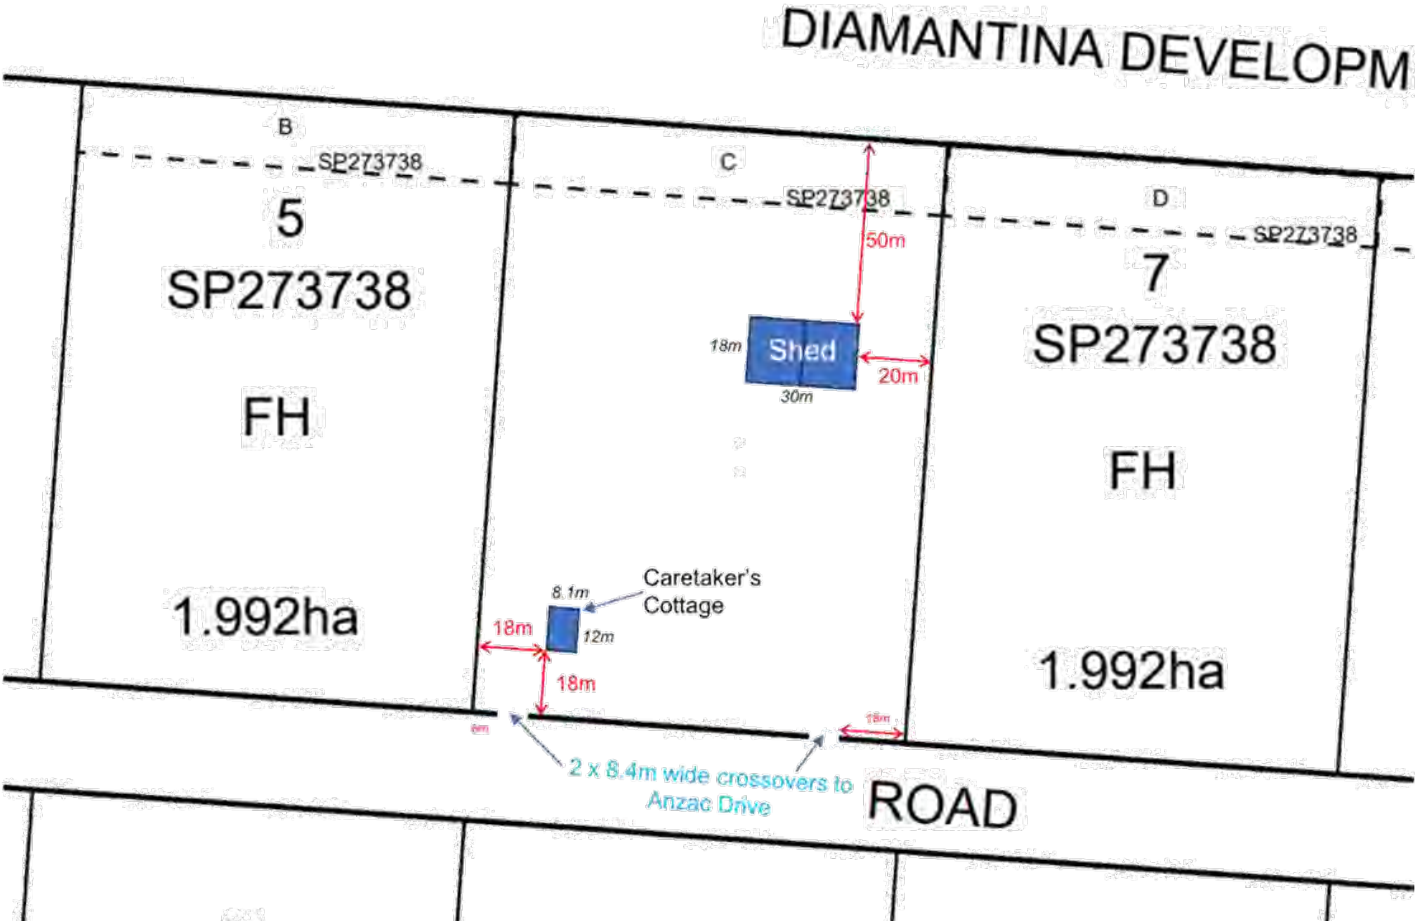 DIAMANTINA DEVELOPM
B
SP273738
5
SP273738
FH
1.992ha
C
SP273738
50m
18m
Shed
20m
30m
Caretaker's
Cottage
8.1m
12m
18m
18m
18m
D
SP273738
7
SP273738
FH
1.992ha
2 x 8.4m wide crossovers to
Anzac Drive
ROAD